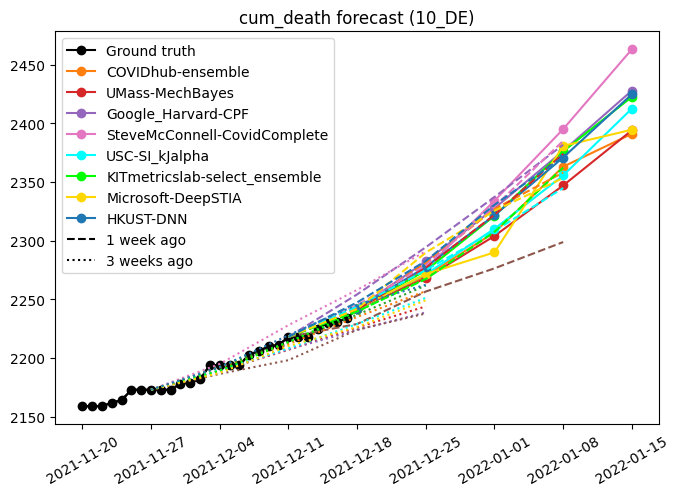 cum_death forecast (10_DE)
Ground truth
COVIDhub-ensemble
UMass-MechBayes
Google_Harvard-CPF
SteveMcConnell-CovidComplete
USC-SI_kJalpha
KITmetricslab-select_ensemble
Microsoft-DeepSTIA
HKUST-DNN
1 week ago
3 weeks ago
2450
2400
2350
2300
2250
2200
2150
2021-11-20
2021-11-27
2021-12-04
2021-12-11
2021-12-18
2021-12-25
2022-01-01
2022-01-08
2022-01-15